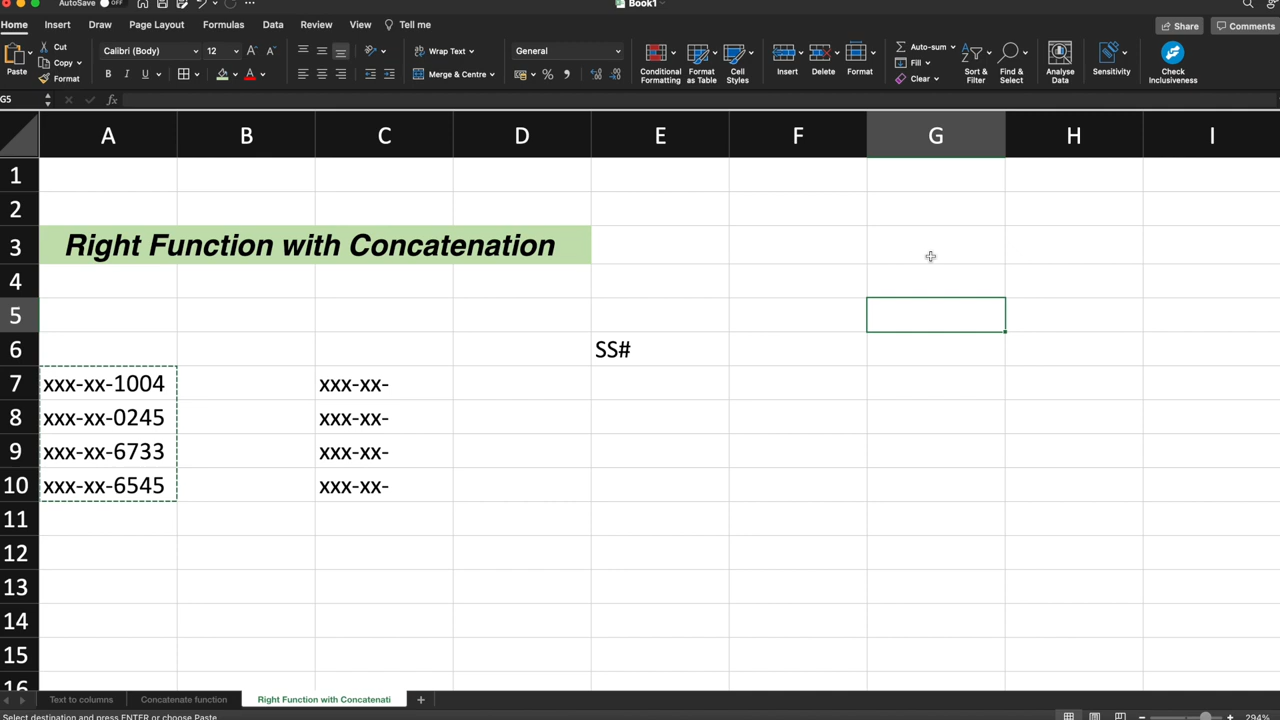 AutoSave OFF Book1
Home Insert Draw Page Layout Formulas Data Review View Tell me Share Comments
Paste Cut Copy Format
Calibri (Body) 12
B I U
Wrap Text
Merge & Centre
General
Conditional Formatting
Format as Table
Cell Styles
Insert Delete Format
Auto-sum
Fill
Clear
Sort & Filter
Find & Select
Analyse Data
Sensitivity
Check Inclusiveness
G5 fx
A B C D E F G H I
1
2
3 Right Function with Concatenation
4
5
6 SS#
7 xxx-xx-1004 xxx-xx-
8 xxx-xx-0245 xxx-xx-
9 xxx-xx-6733 xxx-xx-
10 xxx-xx-6545 xxx-xx-
11
12
13
14
15
16
Text to columns Concatenate function Right Function with Concatenati +
Select destination and press ENTER or choose Paste 294%